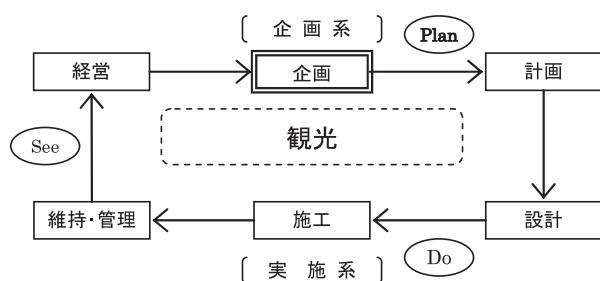 〔 企 画 系 〕
Plan
経営
企画
計画
観光
See
維持・管理
施工
設計
Do
〔 実 施 系 〕